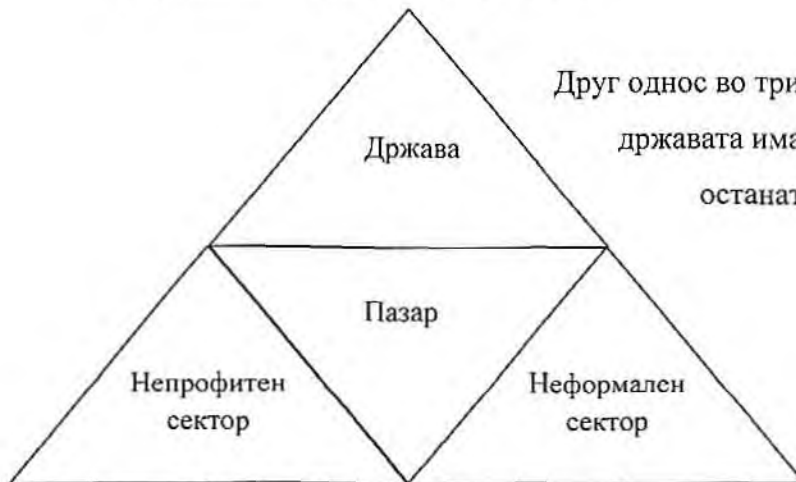 Друг однос во три
државата има
останат
Држава
Пазар
Непрофитен
сектор
Неформален
сектор